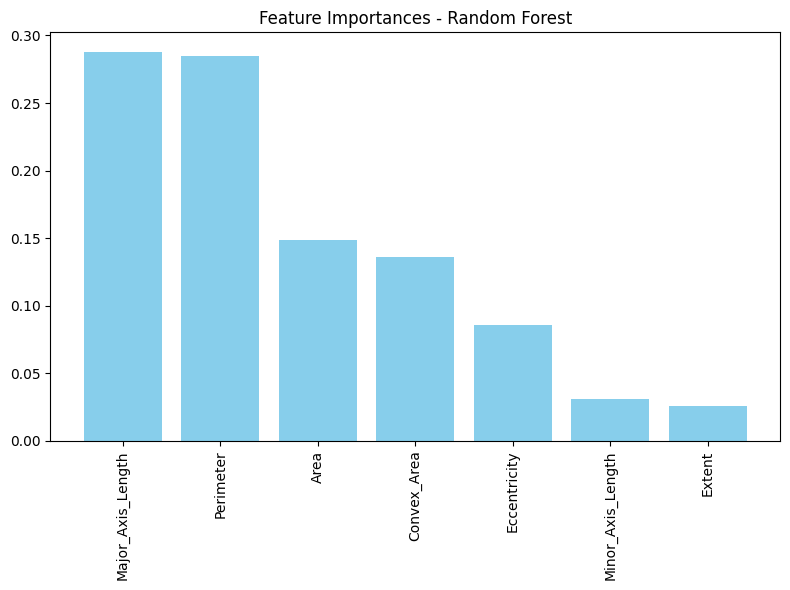 Feature Importances - Random Forest
0.30
0.25
0.20
0.15
0.10
0.05
0.00
Major_Axis_Length
Perimeter
Area
Convex_Area
Eccentricity
Minor_Axis_Length
Extent